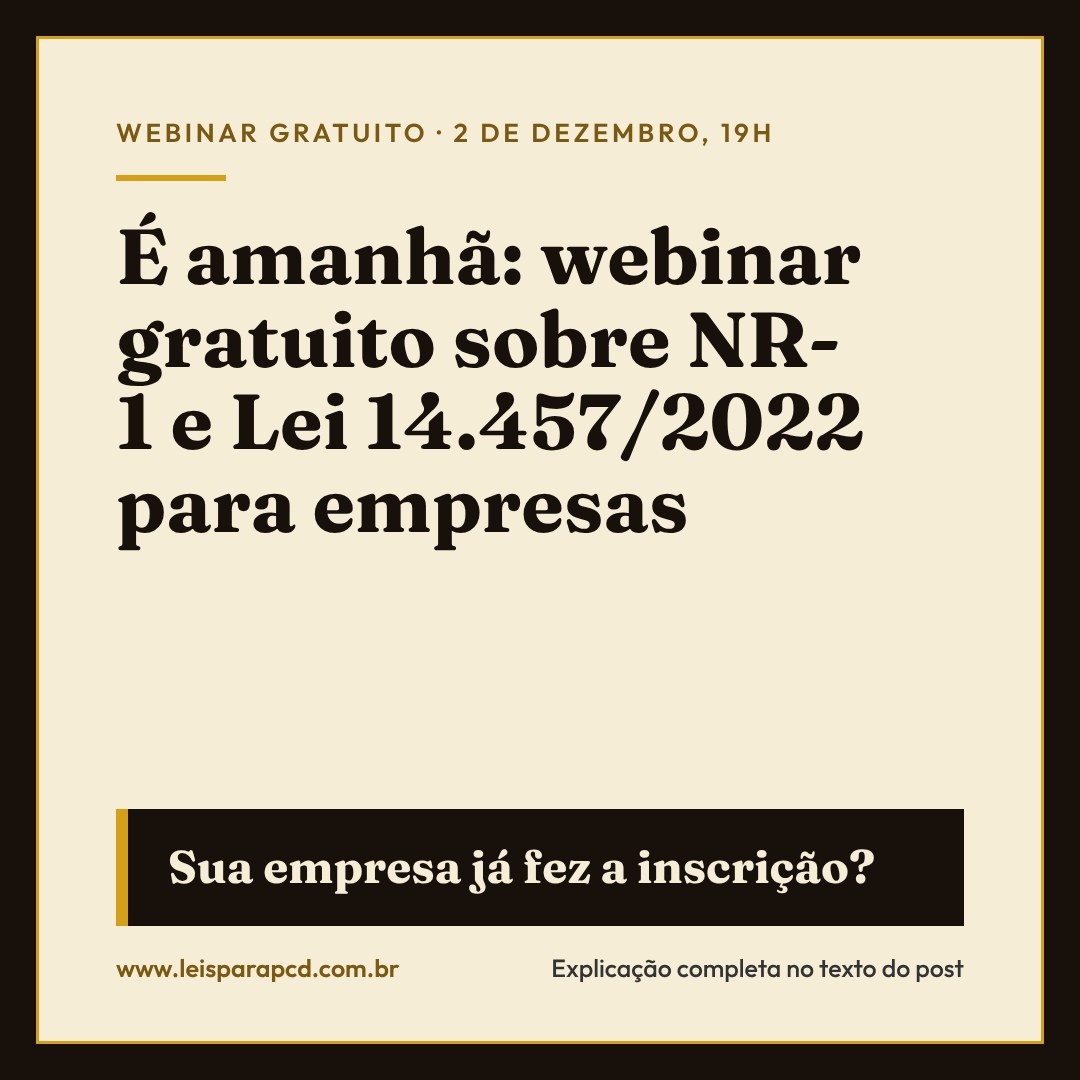 WEBINAR GRATUITO · 2 DE DEZEMBRO, 19H
É amanhã: webinar
gratuito sobre NR-
1 e Lei 14.457/2022
para empresas
Sua empresa já fez a inscrição?
www.leisparapcd.com.br
Explicação completa no texto do post